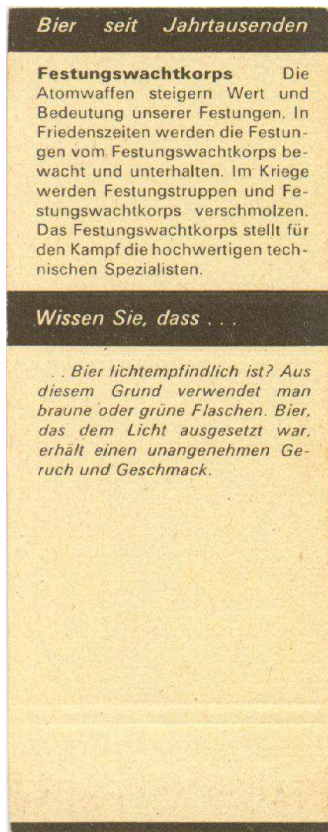 Bier seit Jahrtausenden
Festungswachtkorps Die
Atomwaffen steigern Wert und
Bedeutung unserer Festungen. In
Friedenszeiten werden die Festun-
gen vom Festungswachtkorps be-
wacht und unterhalten. Im Kriege
werden Festungstruppen und Fe-
stungswachtkorps verschmolzen.
Das Festungswachtkorps stellt für
den Kampf die hochwertigen tech-
nischen Spezialisten.
Wissen Sie, dass . . .
. . Bier lichtempfindlich ist? Aus
diesem Grund verwendet man
braune oder grüne Flaschen. Bier,
das dem Licht ausgesetzt war,
erhält einen unangenehmen Ge-
ruch und Geschmack.